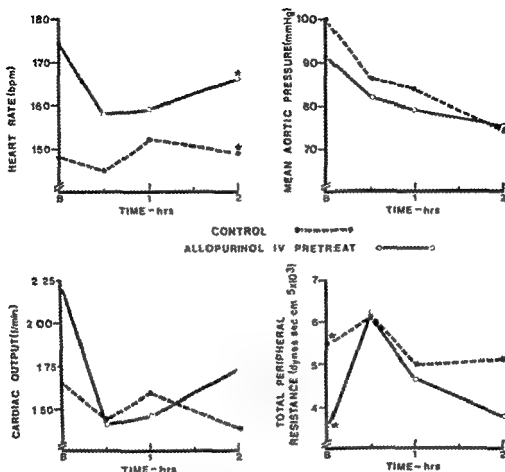 HEART RATE(bpm)
180
170
160
150
*
*
B 1 2
TIME-hrs
MEAN AORTIC PRESSURE(mmHg)
100
90
80
70
B 1 2
TIME-hrs
CONTROL
ALLOPURINOL IV PRETREAT
CARDIAC OUTPUT(l/min)
2 25
2 00
1 75
1 50
B 1 2
TIME-hrs
TOTAL PERIPHERAL
RESISTANCE (dynes sec cm 5x10³)
7
6
5
4
*
*
B 1 2
TIME-hrs